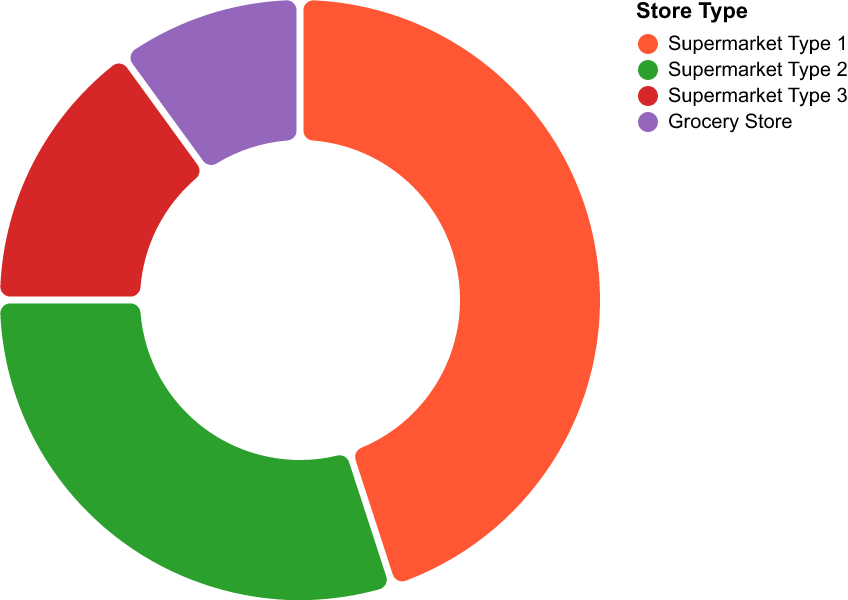 Store Type
Supermarket Type 1
Supermarket Type 2
Supermarket Type 3
Grocery Store